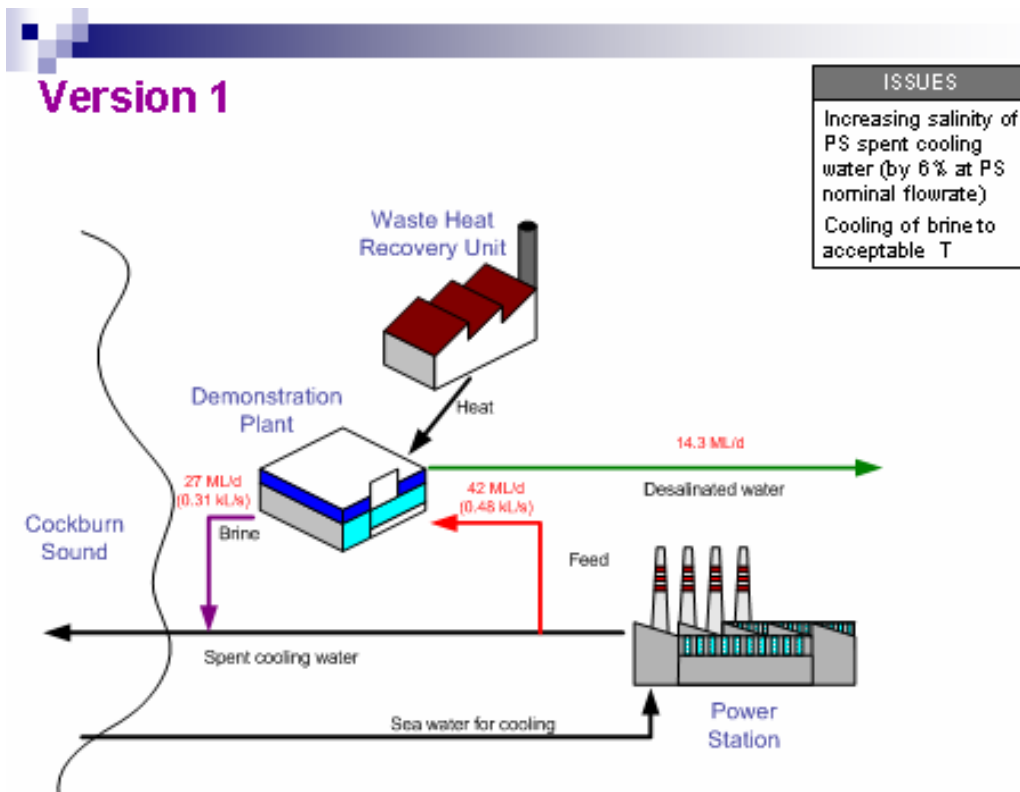 Version 1
ISSUES
Increasing salinity of
PS spent cooling
water (by 6% at PS
nominal flowrate)
Cooling of brine to
acceptable T
Waste Heat
Recovery Unit
Heat
Demonstration
Plant
14.3 ML/d
Desalinated water
27 ML/d
(0.31 kL/s)
Brine
42 ML/d
(0.48 kL/s)
Feed
Cockburn
Sound
Spent cooling water
Sea water for cooling
Power
Station